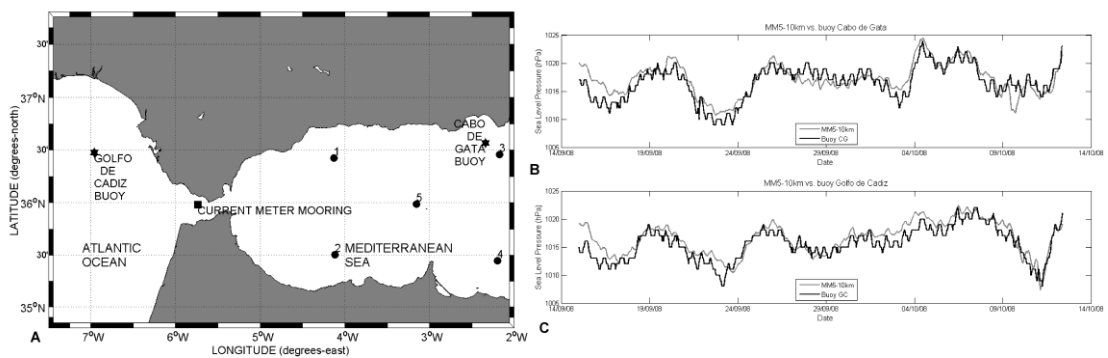 30'
37°N
30'
36°N
30'
35°N
LATITUDE (degrees-north)
GOLFO
DE
CADIZ
BUOY
CABO
DE
GATA
BUOY
1
3
5
CURRENT METER MOORING
ATLANTIC
OCEAN
2 MEDITERRANEAN
SEA
4
7°W 6°W 5°W 4°W 3°W 2°W
LONGITUDE (degrees-east)
A
MM5-10km vs. buoy Cabo de Gata
1025
1020
1015
1010
1005
Sea Level Pressure (hPa)
MM5-10km
Buoy CG
14/09/08 19/09/08 24/09/08 29/09/08 04/10/08 09/10/08 14/10/08
Date
B
MM5-10km vs. buoy Golfo de Cadiz
1025
1020
1015
1010
1005
Sea Level Pressure (hPa)
MM5-10km
Buoy GC
14/09/08 19/09/08 24/09/08 29/09/08 04/10/08 09/10/08 14/10/08
Date
C